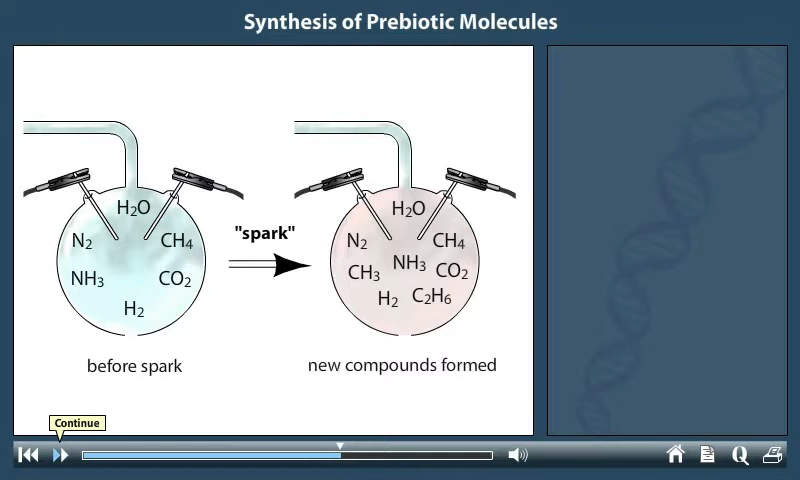 Synthesis of Prebiotic Molecules
H₂O
N₂
CH₄
NH₃
CO₂
H₂
before spark
"spark"
H₂O
N₂
CH₄
CH₃
NH₃
CO₂
H₂
C₂H₆
new compounds formed
Continue
Q